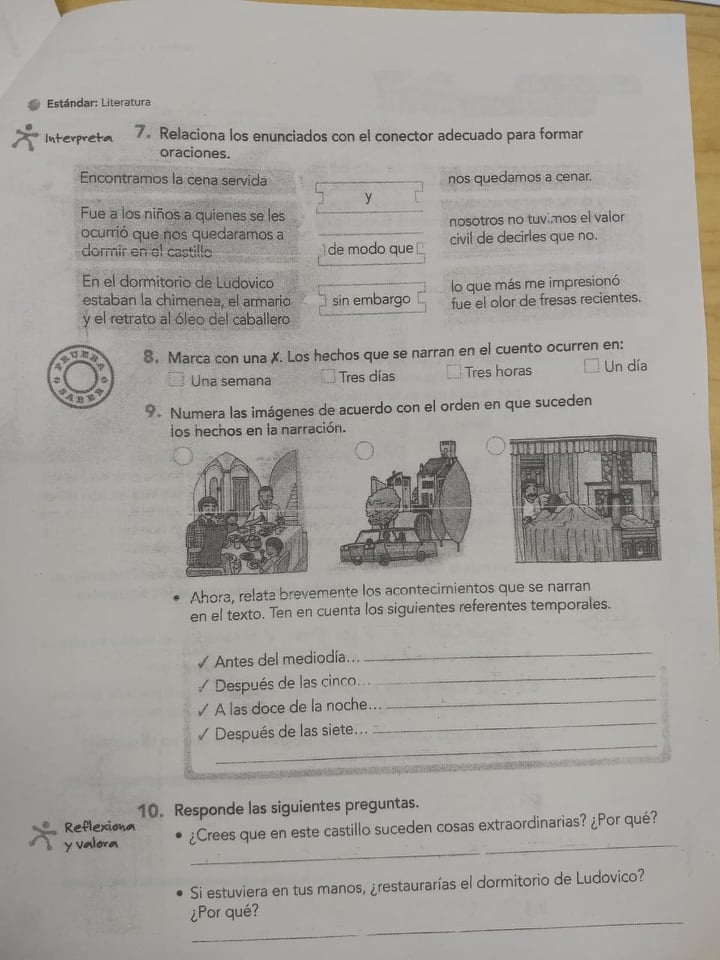 Estándar: Literatura
Interpreta
7. Relaciona los enunciados con el conector adecuado para formar
oraciones.
Encontramos la cena servida
y
nos quedamos a cenar.
Fue a los niños a quienes se les
ocurrió que nos quedaramos a
dormir en el castillo
de modo que
nosotros no tuvimos el valor
civil de decirles que no.
En el dormitorio de Ludovico
estaban la chimenea, el armario
y el retrato al óleo del caballero
sin embargo
lo que más me impresionó
fue el olor de fresas recientes.
PRUEBA
SABER
8. Marca con una X. Los hechos que se narran en el cuento ocurren en:
Una semana
Tres días
Tres horas
Un día
9. Numera las imágenes de acuerdo con el orden en que suceden
los hechos en la narración.
• Ahora, relata brevemente los acontecimientos que se narran
en el texto. Ten en cuenta los siguientes referentes temporales.
✓ Antes del mediodía...
✓ Después de las cinco...
✓ A las doce de la noche...
✓ Después de las siete...
10. Responde las siguientes preguntas.
Reflexiona
y valora
• ¿Crees que en este castillo suceden cosas extraordinarias? ¿Por qué?
• Si estuviera en tus manos, ¿restaurarías el dormitorio de Ludovico?
¿Por qué?